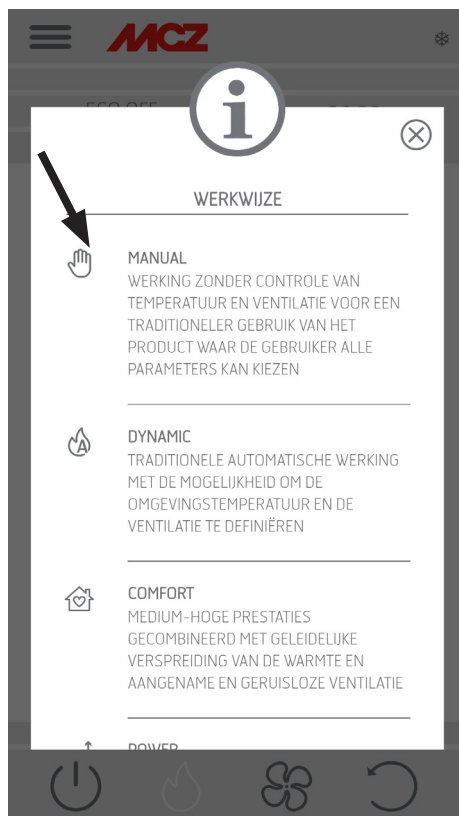 MCZ
ECO OFF
WERKWIJZE
MANUAL
WERKING ZONDER CONTROLE VAN
TEMPERATUUR EN VENTILATIE VOOR EEN
TRADITIONELER GEBRUIK VAN HET
PRODUCT WAAR DE GEBRUIKER ALLE
PARAMETERS KAN KIEZEN
DYNAMIC
TRADITIONELE AUTOMATISCHE WERKING
MET DE MOGELIJKHEID OM DE
OMGEVINGSTEMPERATUUR EN DE
VENTILATIE TE DEFINIËREN
COMFORT
MEDIUM-HOGE PRESTATIES
GECOMBINEERD MET GELEIDELIJKE
VERSPREIDING VAN DE WARMTE EN
AANGENAME EN GERUISLOZE VENTILATIE
POWER